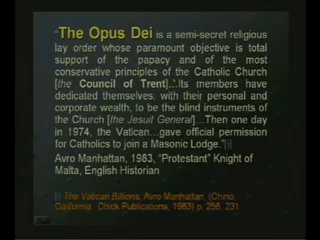 "The Opus Dei is a semi-secret religious
lay order whose paramount objective is total
support of the papacy and of the most
conservative principles of the Catholic Church
[the Council of Trent]...Its members have
dedicated themselves, with their personal and
corporate wealth, to be the blind instruments of
the Church [the Jesuit General]...Then one day
in 1974, the Vatican...gave official permission
for Catholics to join a Masonic Lodge."[i]
Avro Manhattan, 1983, "Protestant" Knight of
Malta, English Historian
[i] The Vatican Billions, Avro Manhattan, (Chino,
California: Chick Publications, 1983) p. 256, 231